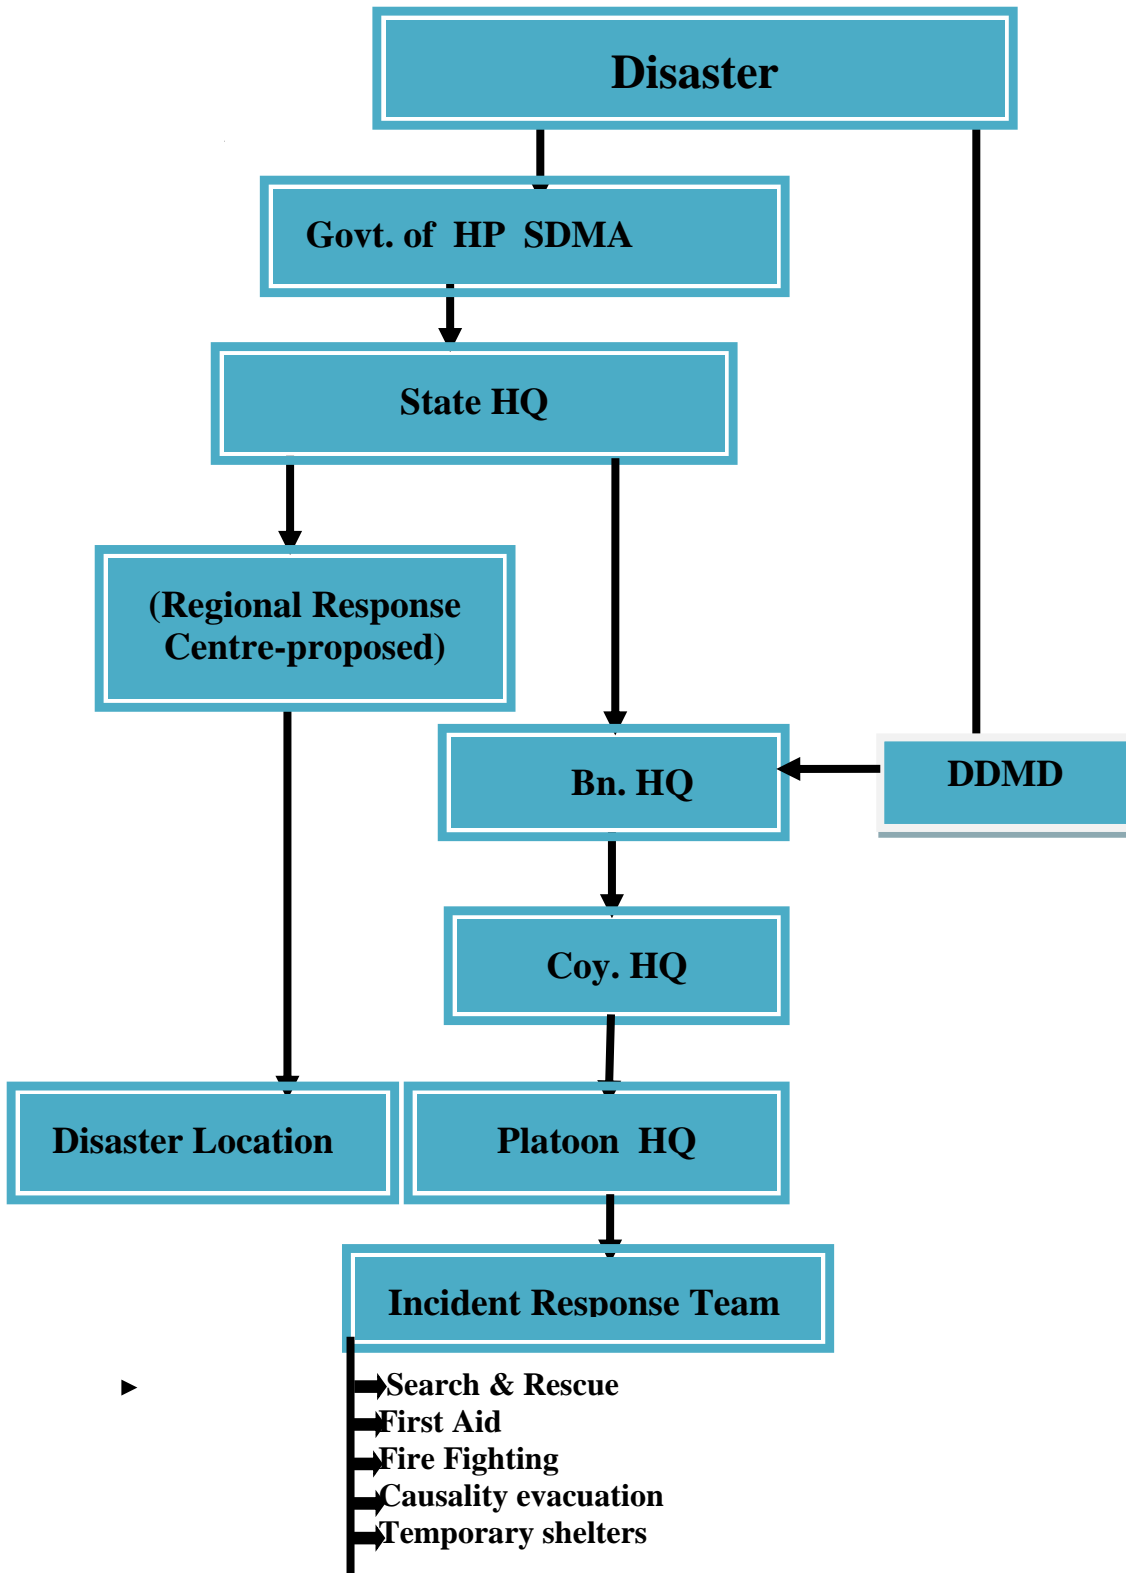 Disaster
Govt. of HP SDMA
State HQ
(Regional Response
Centre-proposed)
Bn. HQ
DDMD
Coy. HQ
Disaster Location
Platoon HQ
Incident Response Team
Search & Rescue
First Aid
Fire Fighting
Causality evacuation
Temporary shelters